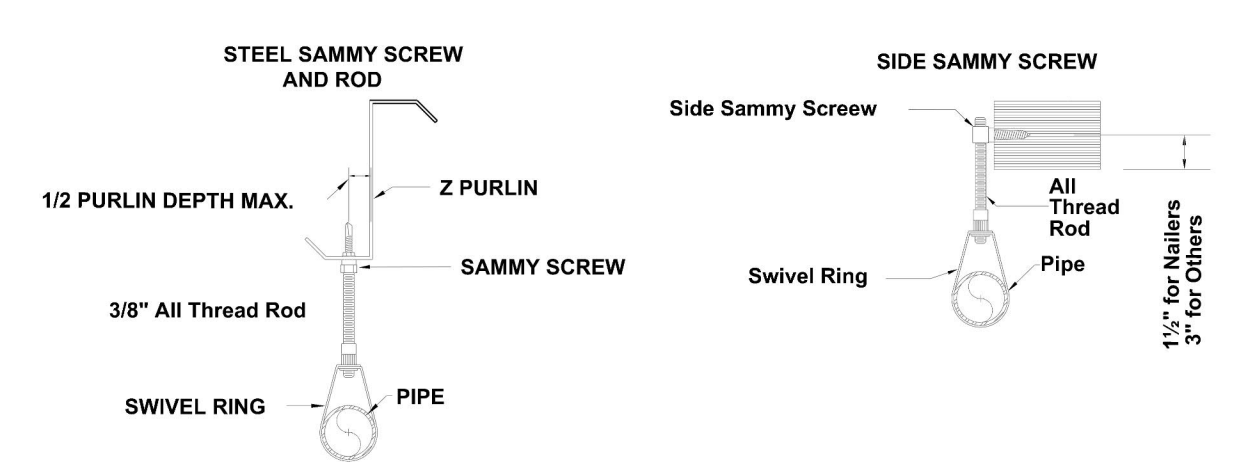 STEEL SAMMY SCREW
AND ROD
1/2 PURLIN DEPTH MAX.
Z PURLIN
SAMMY SCREW
3/8" All Thread Rod
SWIVEL RING
PIPE
SIDE SAMMY SCREW
Side Sammy Screew
All
Thread
Rod
Swivel Ring
Pipe
1½" for Nailers
3" for Others